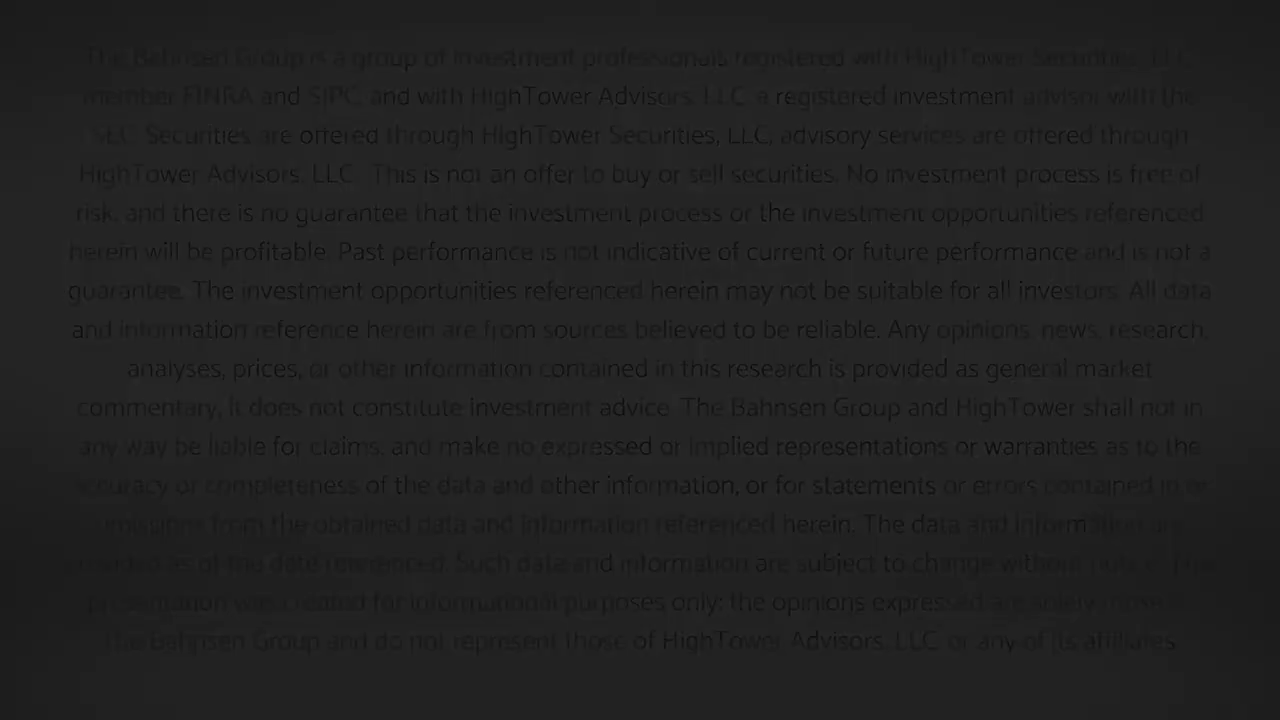 The Bahnsen Group is a group of investment professionals registered with HighTower Securities, LLC,
member FINRA and SIPC, and with HighTower Advisors, LLC, a registered investment advisor with the
SEC. Securities are offered through HighTower Securities, LLC; advisory services are offered through
HighTower Advisors, LLC. This is not an offer to buy or sell securities. No investment process is free of
risk, and there is no guarantee that the investment process or the investment opportunities referenced
herein will be profitable. Past performance is not indicative of current or future performance and is not a
guarantee. The investment opportunities referenced herein may not be suitable for all investors. All data
and information reference herein are from sources believed to be reliable. Any opinions, news, research,
analyses, prices, or other information contained in this research is provided as general market
commentary, it does not constitute investment advice. The Bahnsen Group and HighTower shall not in
any way be liable for claims, and make no expressed or implied representations or warranties as to the
accuracy or completeness of the data and other information, or for statements or errors contained in or
omissions from the obtained data and information referenced herein. The data and information are
as of the date referenced. Such data and information are subject to change without notice. This
presentation was created for informational purposes only; the opinions expressed are solely those of
The Bahnsen Group and do not represent those of HighTower Advisors, LLC, or any of its affiliates.